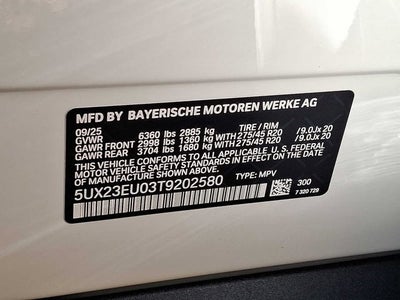 MFD BY BAYERISCHE MOTOREN WERKE AG
09/25 TIRE / RIM
GVWR 6360 lbs 2885 kg
GAWR FRONT 2998 lbs 1360 kg WITH 275/45 R20 / 9.0Jx 20
GAWR REAR 3704 lbs 1680 kg WITH 275/45 R20 / 9.0Jx 20
THIS VEHICLE CONFORMS TO ALL APPLICABLE U.S. FEDERAL
MOTOR VEHICLE SAFETY STANDARDS IN EFFECT ON THE
DATE OF MANUFACTURE SHOWN ABOVE.
5UX23EU03T9202580 TYPE: MPV
300
7 320 729